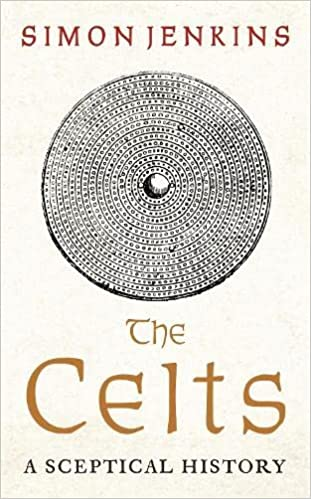 SIMON JENKINS
The
Celts
A SCEPTICAL HISTORY